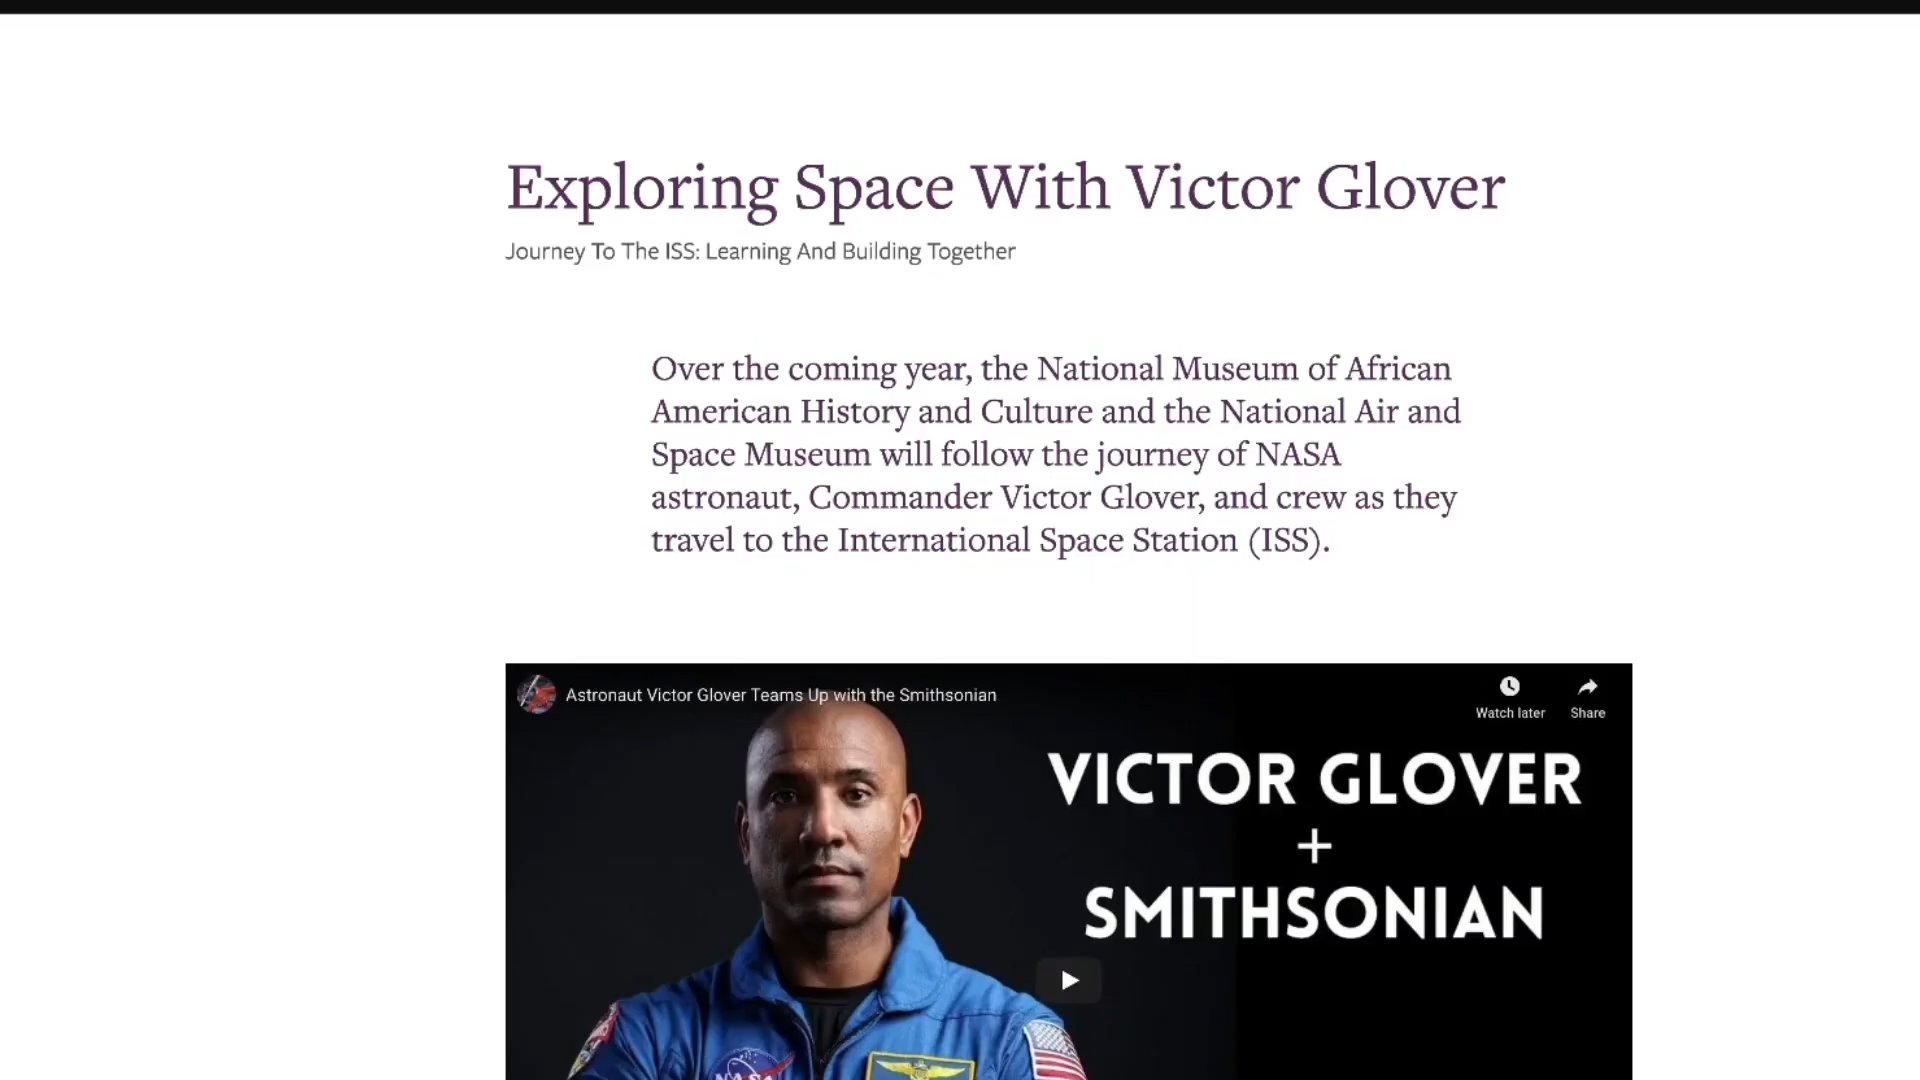 Exploring Space With Victor Glover
Journey To The ISS: Learning And Building Together
Over the coming year, the National Museum of African
American History and Culture and the National Air and
Space Museum will follow the journey of NASA
astronaut, Commander Victor Glover, and crew as they
travel to the International Space Station (ISS).
Astronaut Victor Glover Teams Up with the Smithsonian
Watch later
Share
VICTOR GLOVER
+
SMITHSONIAN
NASA